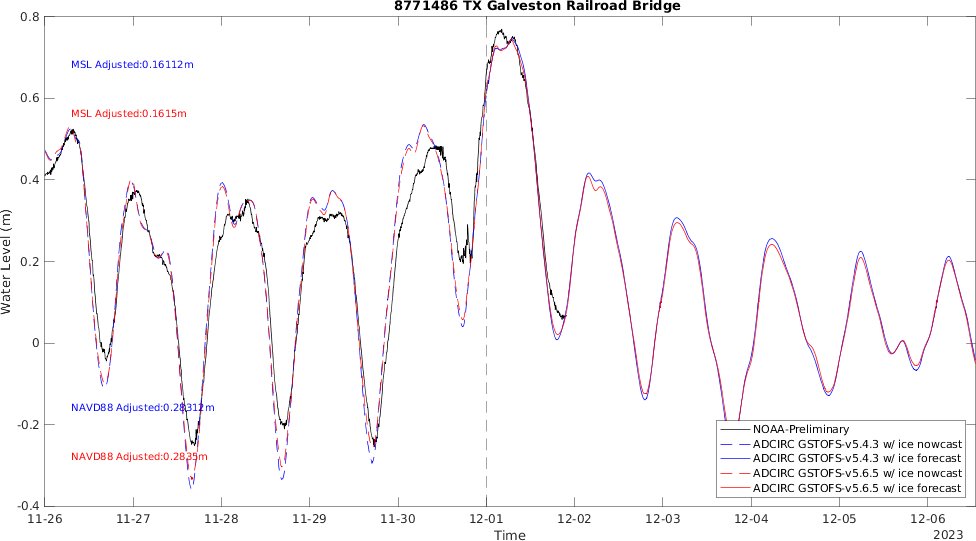 8771486 TX Galveston Railroad Bridge
0.8
0.6
0.4
0.2
0
-0.2
-0.4
Water Level (m)
MSL Adjusted:0.16112m
MSL Adjusted:0.1615m
NAVD88 Adjusted:0.28312m
NAVD88 Adjusted:0.2835m
NOAA-Preliminary
ADCIRC GSTOFS-v5.4.3 w/ ice nowcast
ADCIRC GSTOFS-v5.4.3 w/ ice forecast
ADCIRC GSTOFS-v5.6.5 w/ ice nowcast
ADCIRC GSTOFS-v5.6.5 w/ ice forecast
11-26 11-27 11-28 11-29 11-30 12-01 12-02 12-03 12-04 12-05 12-06
Time
2023